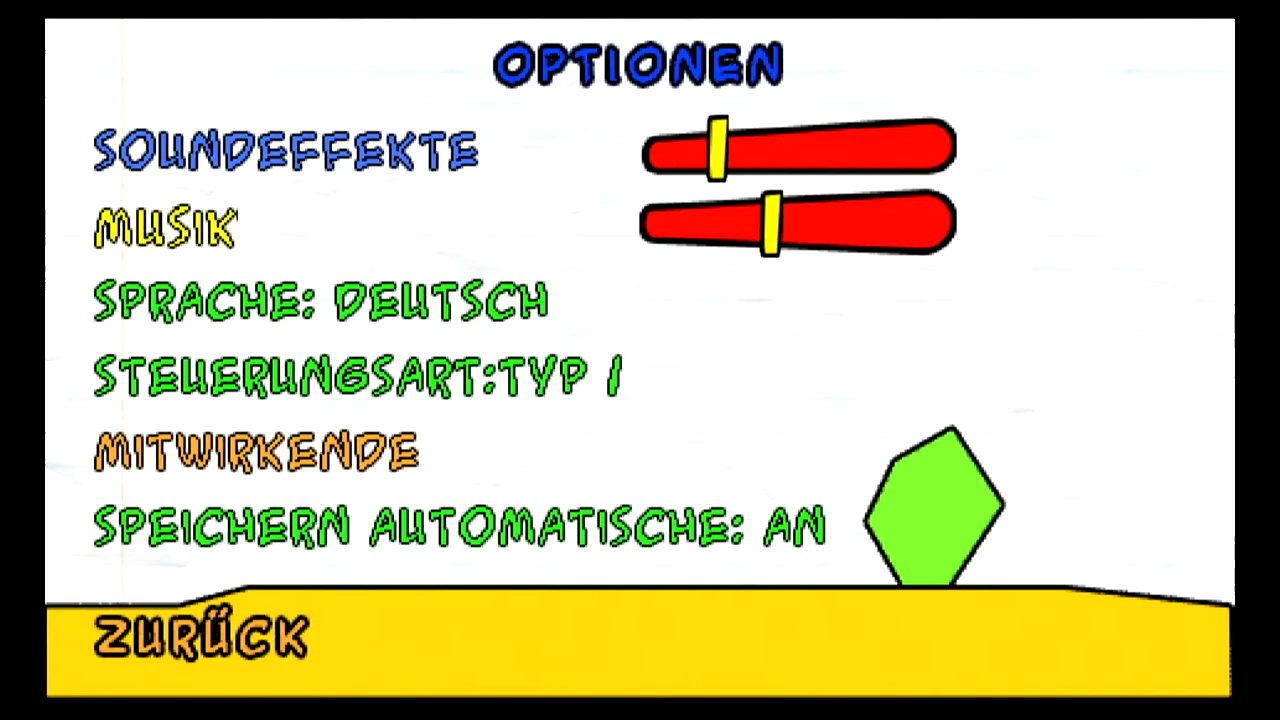 OPTIONEN
SOUNDEFFEKTE
MUSIK
SPRACHE: DEUTSCH
STEUERUNGSART:TYP 1
MITWIRKENDE
SPEICHERN AUTOMATISCHE: AN
ZURÜCK